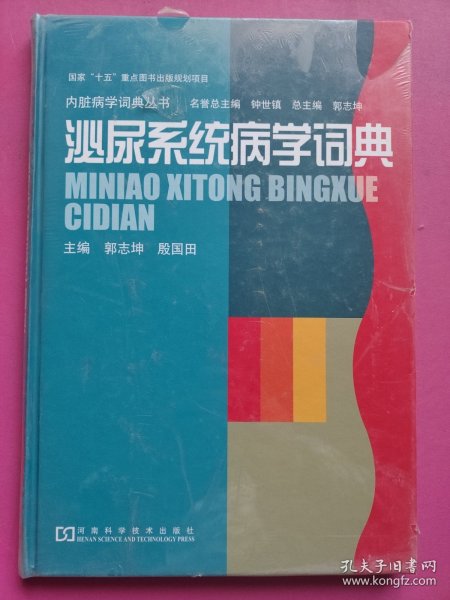 国家“十五”重点图书出版规划项目
内脏病学词典丛书 名誉总主编 钟世镇 总主编 郭志坤
泌尿系统病学词典
MINIAO XITONG BINGXUE
CIDIAN
主编 郭志坤 殷国田
河南科学技术出版社
HENAN SCIENCE AND TECHNOLOGY PRESS
孔夫子旧书网
www.kongfz.com